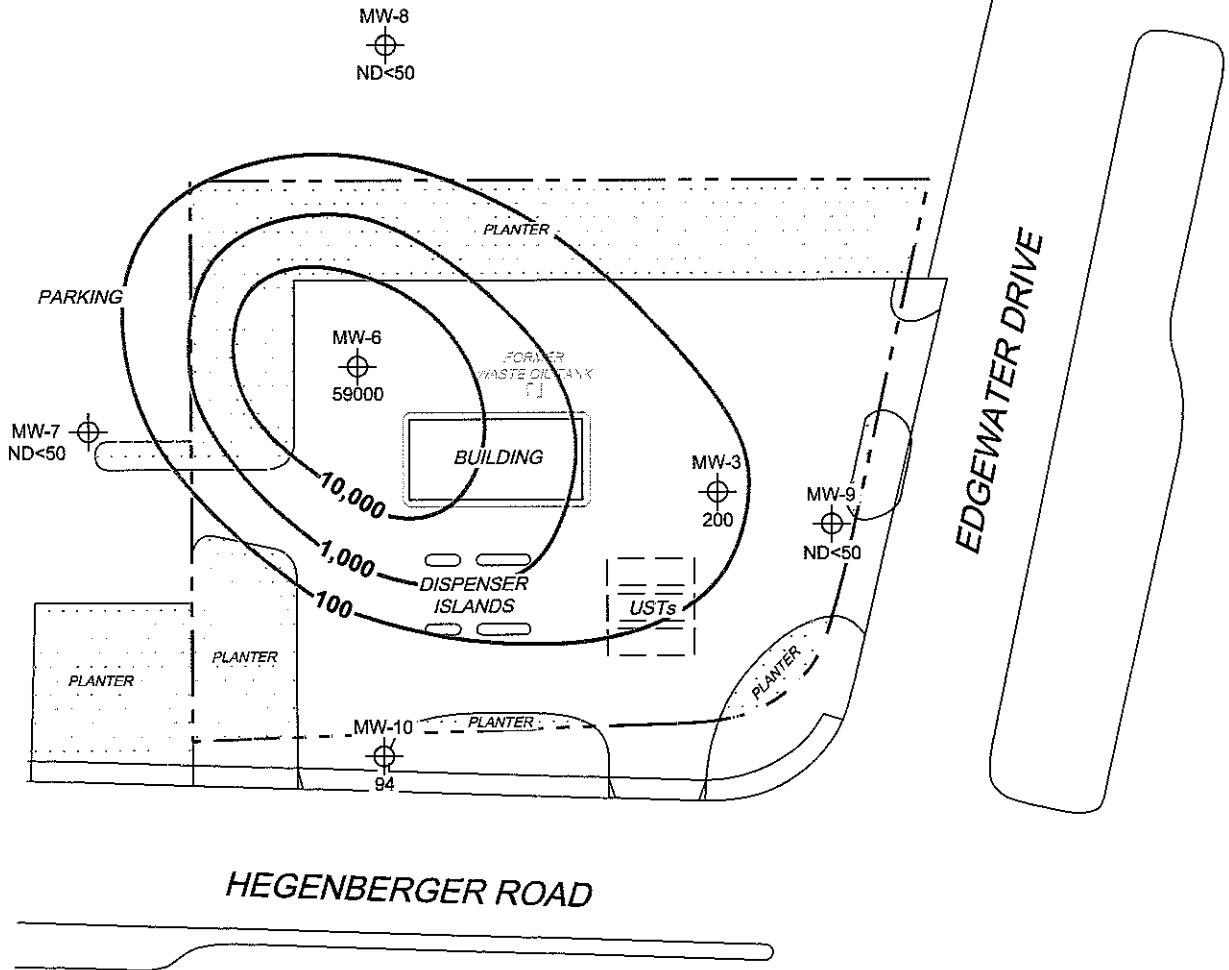 MW-8
ND<50
PLANTER
PARKING
MW-6
59000
FORMER
WASTE OIL TANK
MW-7
ND<50
BUILDING
MW-3
200
MW-9
ND<50
10,000
1,000
100
DISPENSER
ISLANDS
USTs
PLANTER
PLANTER
PLANTER
PLANTER
MW-10
94
EDGEWATER DRIVE
HEGENBERGER ROAD